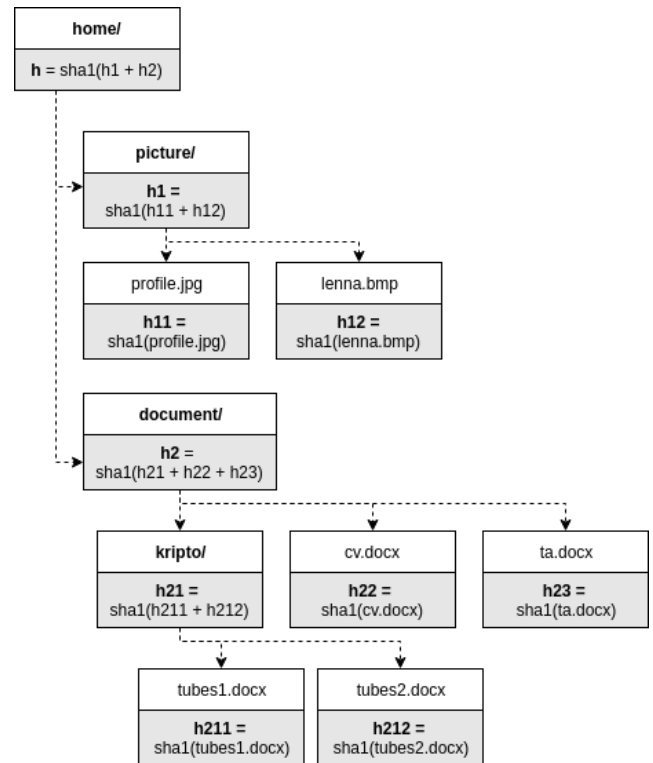 home/
h = sha1(h1 + h2)
picture/
h1 =
sha1(h11 + h12)
profile.jpg
h11 =
sha1(profile.jpg)
lenna.bmp
h12 =
sha1(lenna.bmp)
document/
h2 =
sha1(h21 + h22 + h23)
kripto/
h21 =
sha1(h211 + h212)
cv.docx
h22 =
sha1(cv.docx)
ta.docx
h23 =
sha1(ta.docx)
tubes1.docx
h211 =
sha1(tubes1.docx)
tubes2.docx
h212 =
sha1(tubes2.docx)